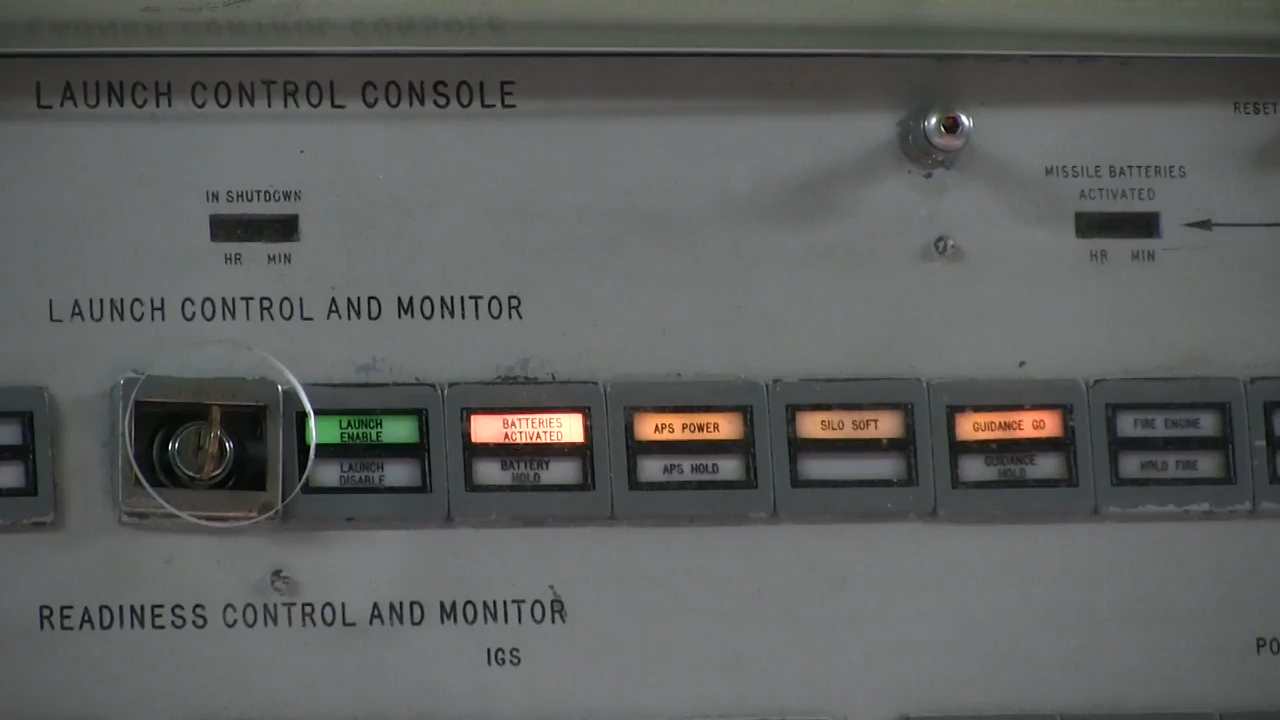 LAUNCH CONTROL CONSOLE
RESET
IN SHUTDOWN
HR MIN
MISSILE BATTERIES
ACTIVATED
HR MIN
LAUNCH CONTROL AND MONITOR
LAUNCH
ENABLE
LAUNCH
DISABLE
BATTERIES
ACTIVATED
BATTERY
HOLD
APS POWER
APS HOLD
SILO SOFT
GUIDANCE GO
GUIDANCE
HOLD
FIRE ENGINE
HOLD FIRE
READINESS CONTROL AND MONITOR
IGS
PO